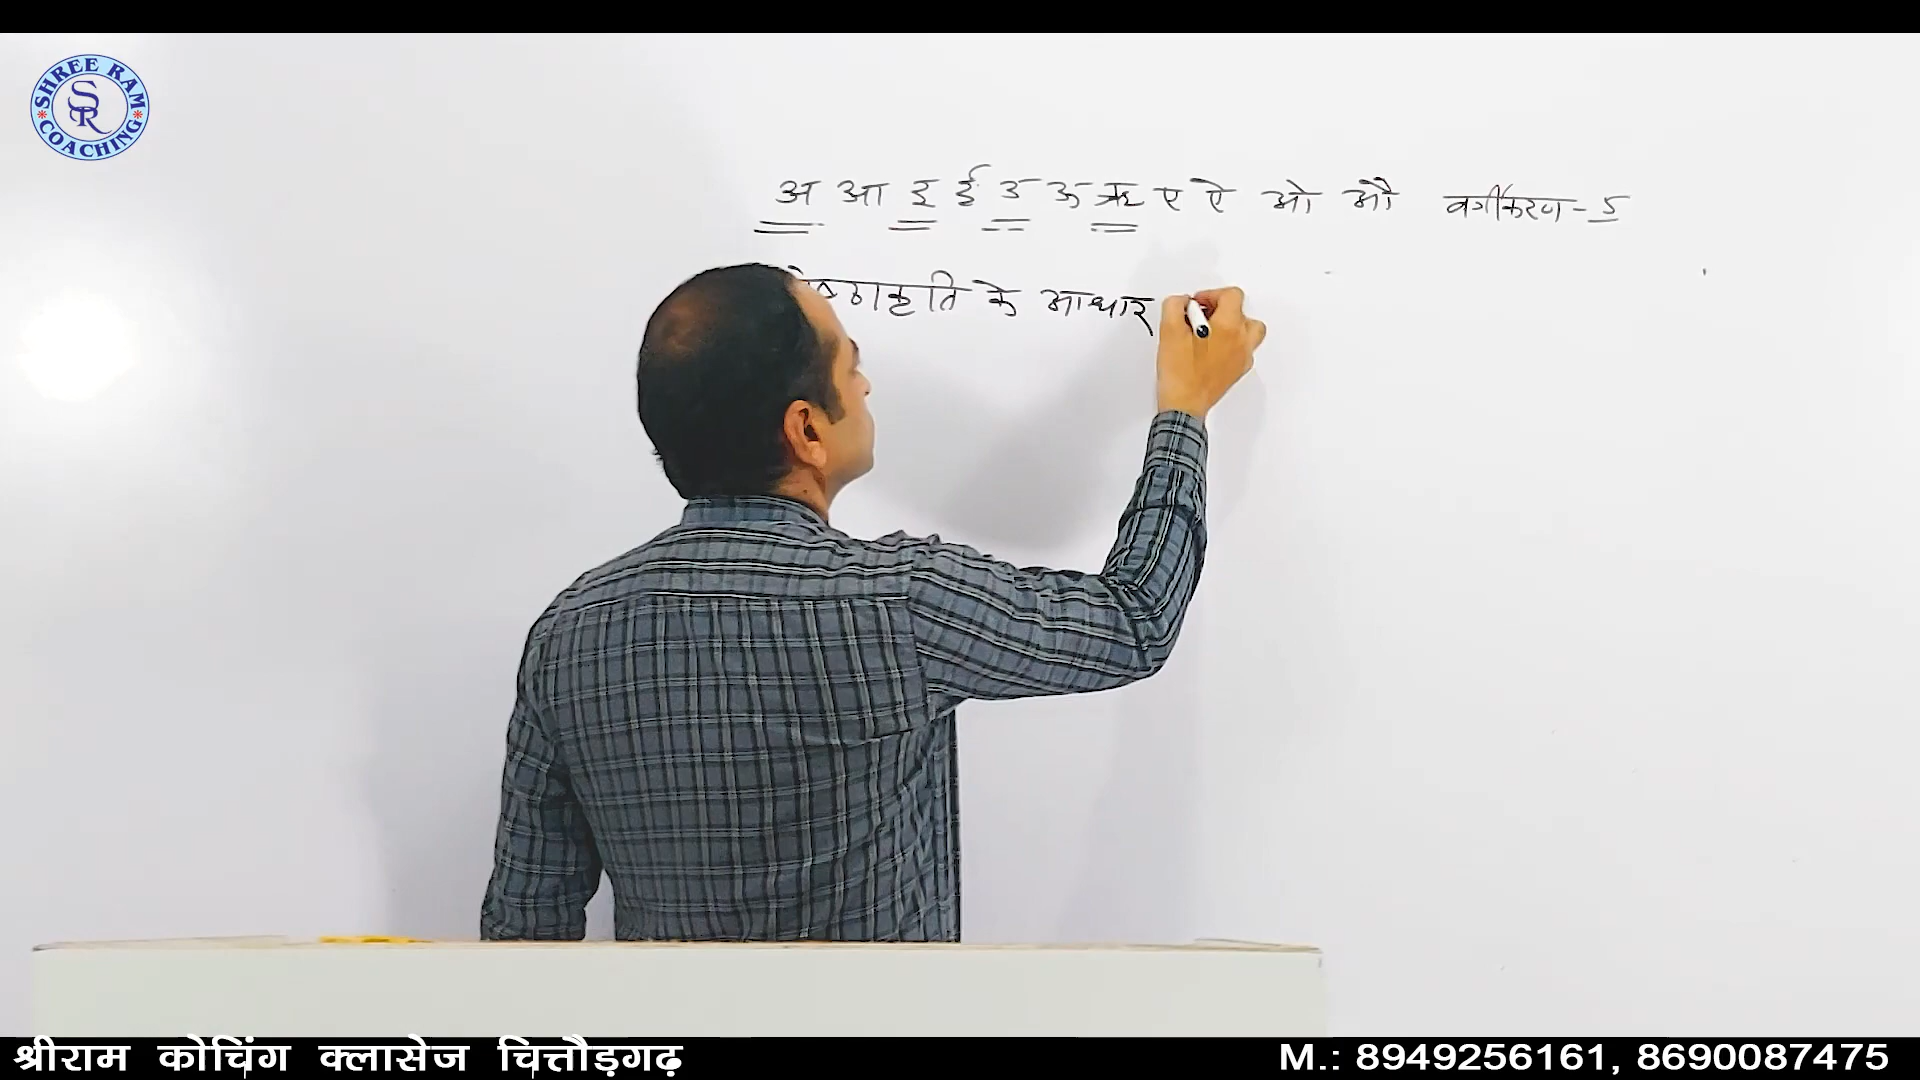 SHREE RAM COACHING
SR
अ आ इ ई उ ऊ ऋ ए ऐ ओ औ वर्गीकरण - 5
के आधार
श्रीराम कोचिंग क्लासेज चित्तौड़गढ़
M.: 8949256161, 8690087475